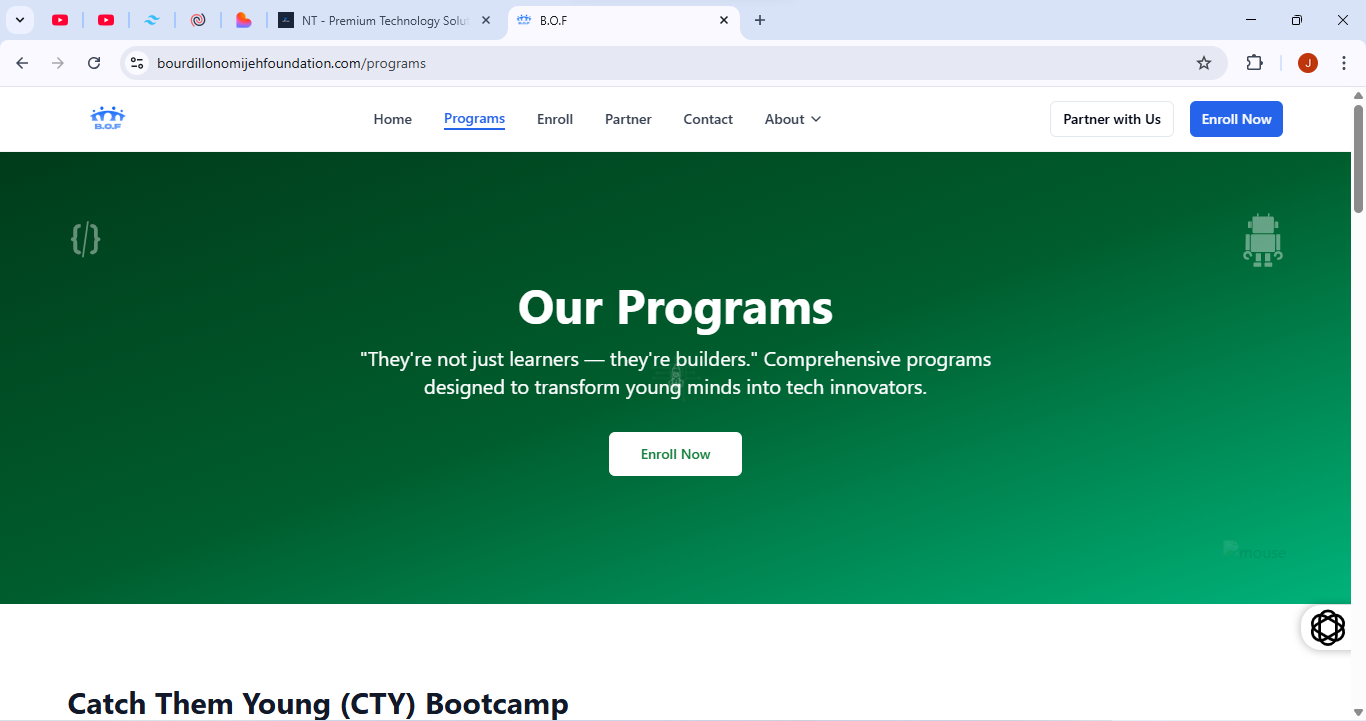 NT - Premium Technology Solut
B.O.F
bourdillonomijehfoundation.com/programs
J
B.O.F
Home
Programs
Enroll
Partner
Contact
About
Partner with Us
Enroll Now
{/}
Our Programs
"They're not just learners — they're builders." Comprehensive programs
designed to transform young minds into tech innovators.
Enroll Now
mouse
Catch Them Young (CTY) Bootcamp